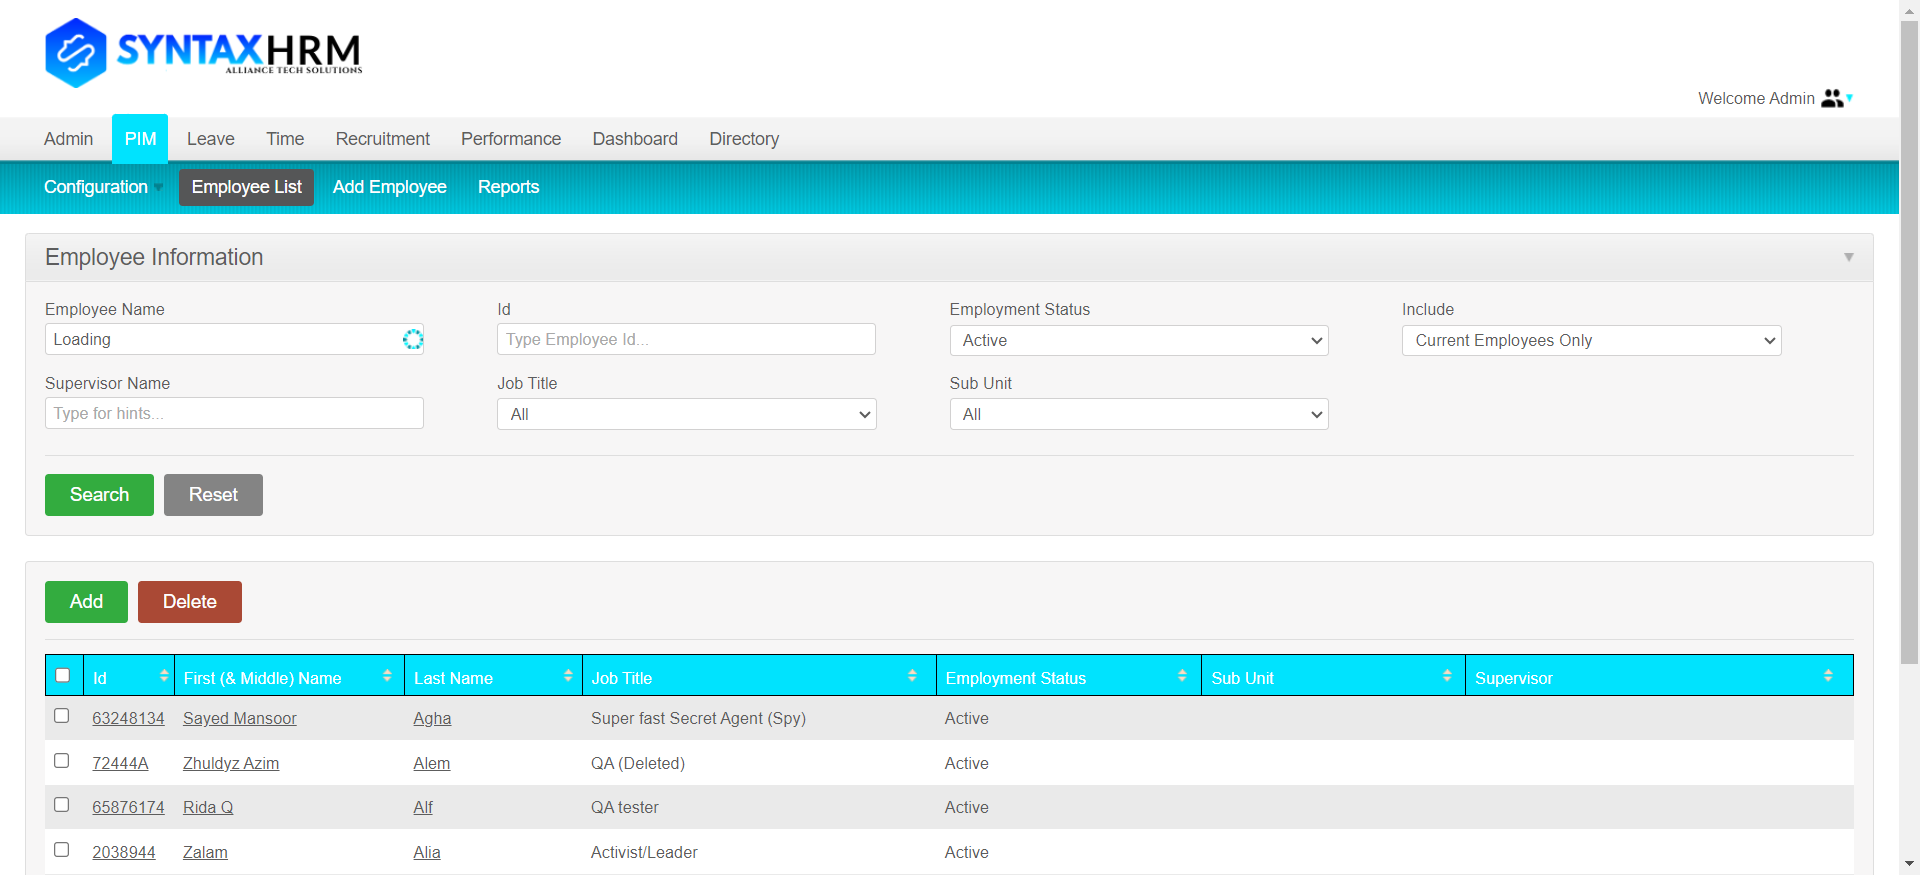 SYNTAXHRM
ALLIANCE TECH SOLUTIONS
Welcome Admin
Admin PIM Leave Time Recruitment Performance Dashboard Directory
Configuration Employee List Add Employee Reports
Employee Information
Employee Name Id Employment Status Include
Loading Type Employee Id... Active Current Employees Only
Supervisor Name Job Title Sub Unit
Type for hints... All All
Search Reset
Add Delete
Id First (& Middle) Name Last Name Job Title Employment Status Sub Unit Supervisor
63248134 Sayed Mansoor Agha Super fast Secret Agent (Spy) Active
72444A Zhuldyz Azim Alem QA (Deleted) Active
65876174 Rida Q Alf QA tester Active
2038944 Zalam Alia Activist/Leader Active